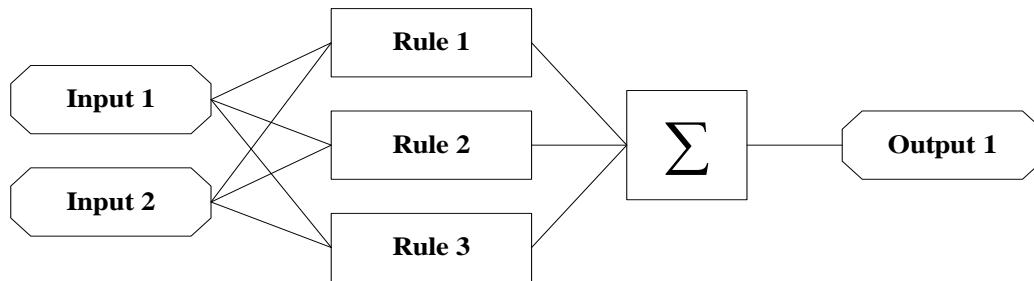 Input 1
Input 2
Rule 1
Rule 2
Rule 3
∑
Output 1